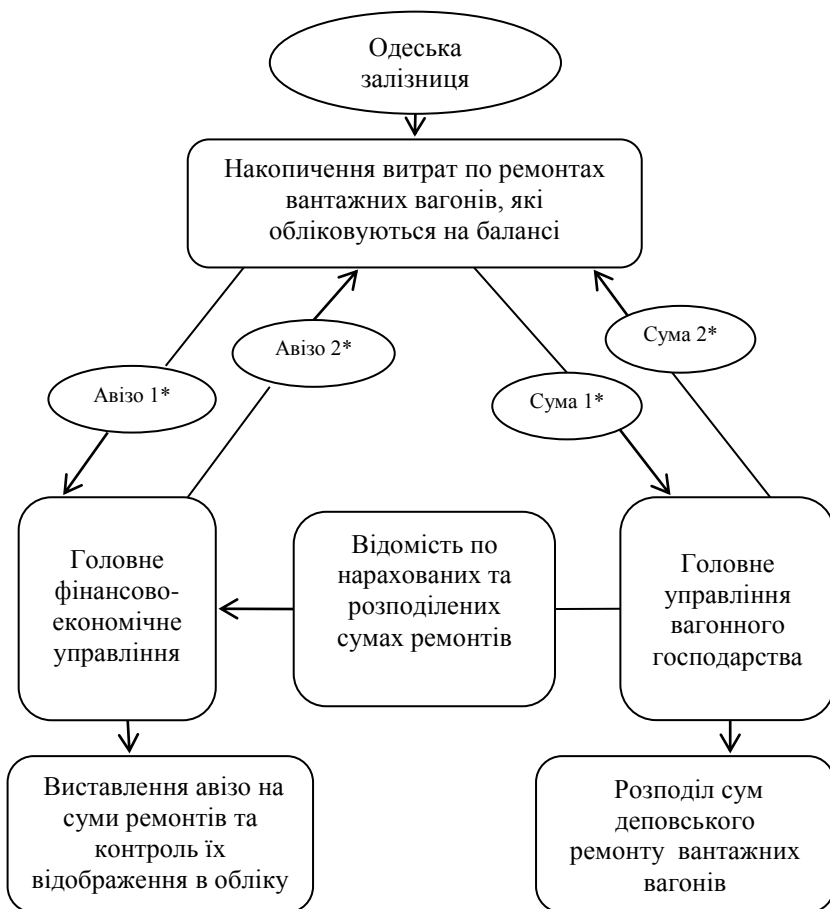 Одеська
залізниця
Накопичення витрат по ремонтах
вантажних вагонів, які
обліковуються на балансі
Авізо 2*
Сума 2*
Авізо 1*
Сума 1*
Головне
фінансово-
економічне
управління
Відомість по
нарахованих та
розподілених
сумах ремонтів
Головне
управління
вагонного
господарства
Виставлення авізо на
суми ремонтів та
контроль їх
відображення в обліку
Розподіл сум
деповського
ремонту вантажних
вагонів